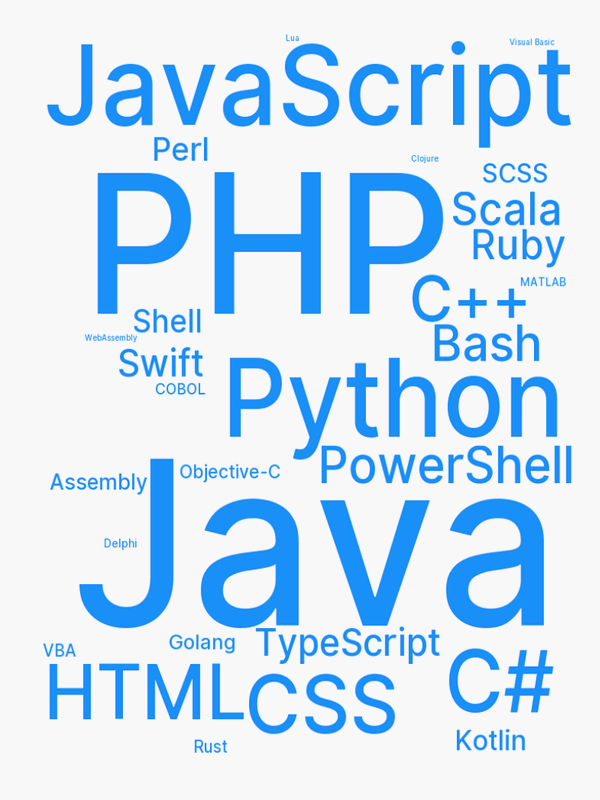 Lua
Visual Basic
JavaScript
Perl
Clojure
SCSS
PHP
Scala
Ruby
MATLAB
C++
Shell
WebAssembly
Bash
Swift
COBOL
Python
PowerShell
Objective-C
Assembly
Java
Delphi
Golang
TypeScript
VBA
HTML
CSS
C#
Kotlin
Rust